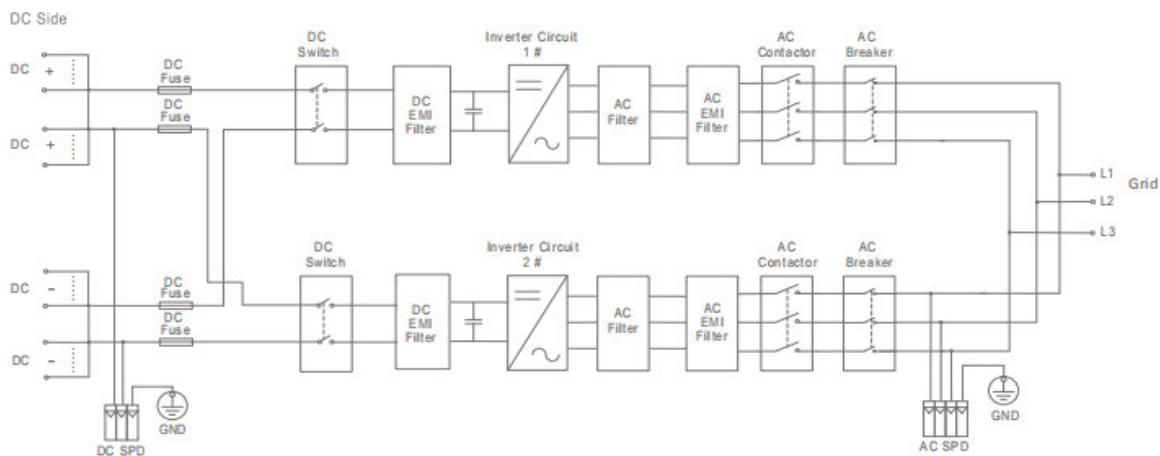 DC Side
DC +
DC +
DC
Fuse
DC
Fuse
DC
Switch
DC
EMI
Filter
Inverter Circuit
1 #
AC
Filter
AC
EMI
Filter
AC
Contactor
AC
Breaker
L1
L2
L3
Grid
DC −
DC −
DC
Fuse
DC
Fuse
DC
Switch
DC
EMI
Filter
Inverter Circuit
2 #
AC
Filter
AC
EMI
Filter
AC
Contactor
AC
Breaker
DC SPD
GND
AC SPD
GND